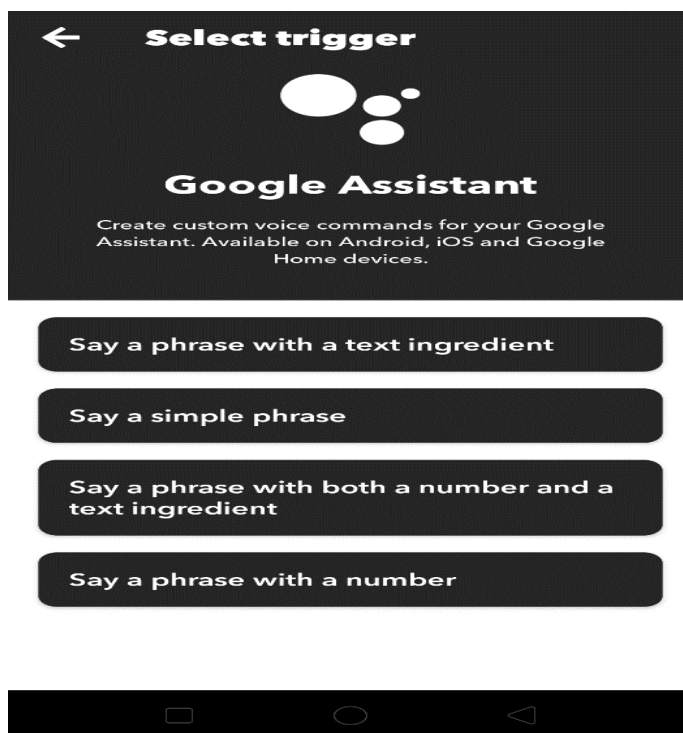 Select trigger
Google Assistant
Create custom voice commands for your Google
Assistant. Available on Android, iOS and Google
Home devices.
Say a phrase with a text ingredient
Say a simple phrase
Say a phrase with both a number and a
text ingredient
Say a phrase with a number